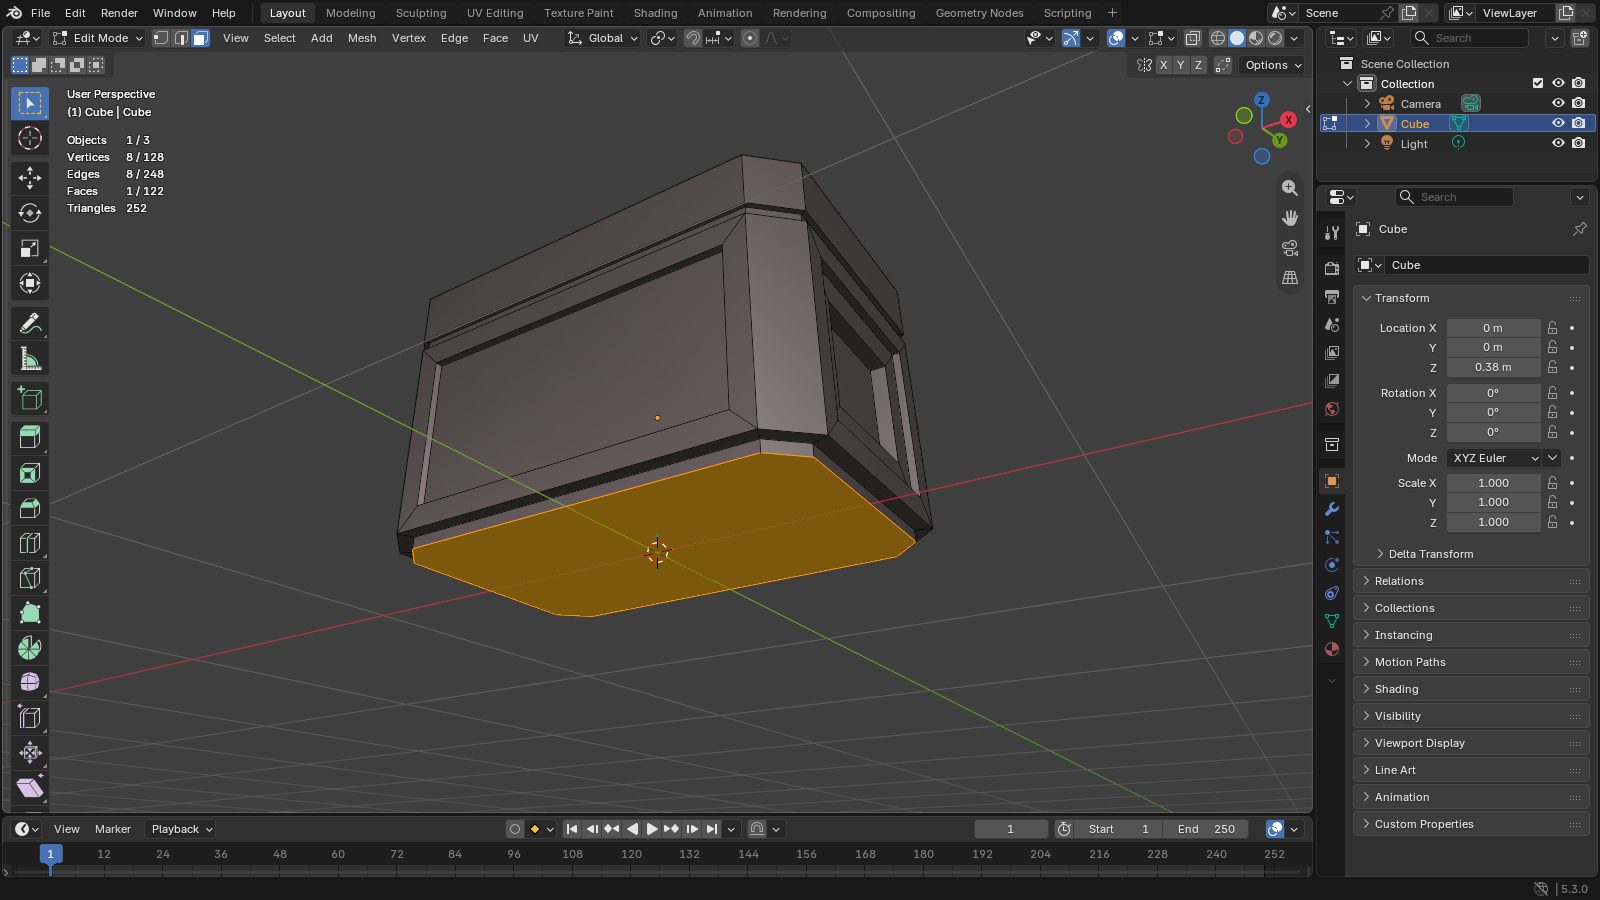 File Edit Render Window Help Layout Modeling Sculpting UV Editing Texture Paint Shading Animation Rendering Compositing Geometry Nodes Scripting + Scene ViewLayer
Edit Mode View Select Add Mesh Vertex Edge Face UV Global Search
X Y Z Options
Scene Collection
Collection
Camera
Cube
Light
User Perspective
(1) Cube | Cube
Objects 1 / 3
Vertices 8 / 128
Edges 8 / 248
Faces 1 / 122
Triangles 252
Z
X
Y
Search
Cube
Cube
Transform
Location X 0 m
Y 0 m
Z 0.38 m
Rotation X 0°
Y 0°
Z 0°
Mode XYZ Euler
Scale X 1.000
Y 1.000
Z 1.000
Delta Transform
Relations
Collections
Instancing
Motion Paths
Shading
Visibility
Viewport Display
Line Art
Animation
Custom Properties
View Marker Playback 1 Start 1 End 250
1 12 24 36 48 60 72 84 96 108 120 132 144 156 168 180 192 204 216 228 240 252
5.3.0